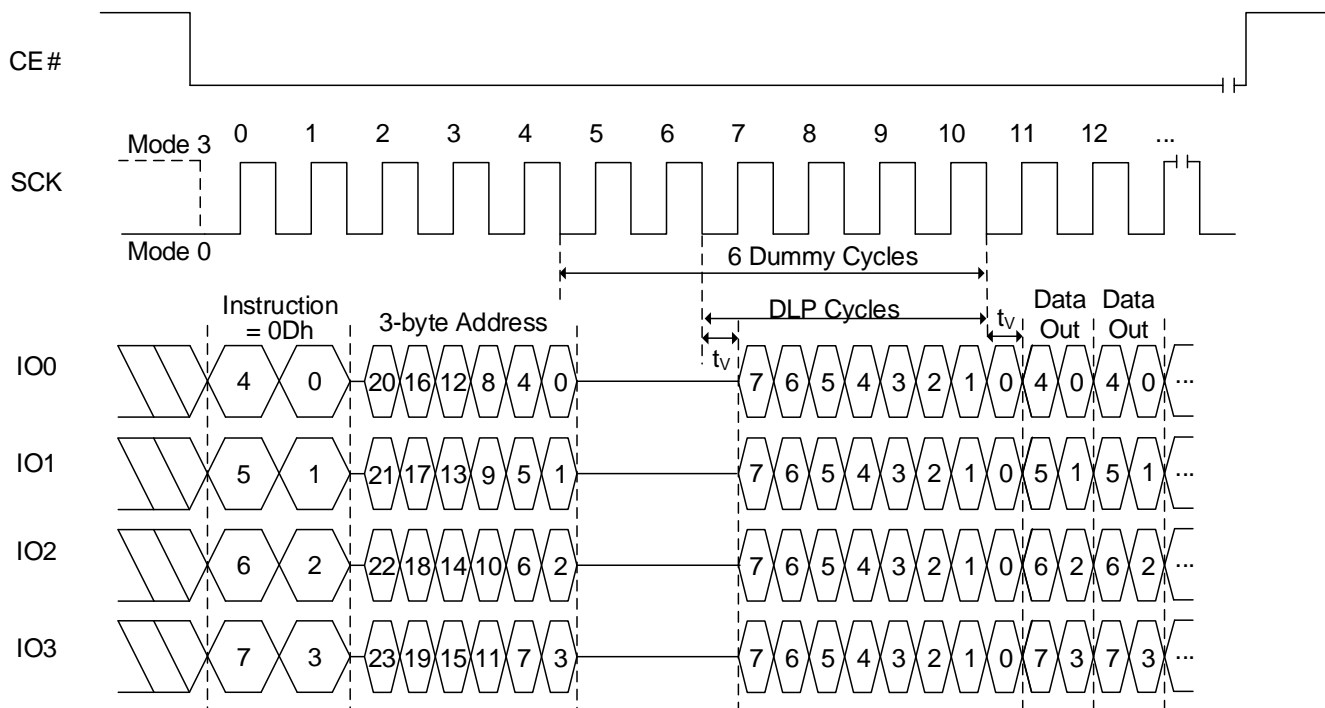 CE#
0 1 2 3 4 5 6 7 8 9 10 11 12 ...
Mode 3
SCK
Mode 0
6 Dummy Cycles
Instruction
= 0Dh
3-byte Address
DLP Cycles
Data
Out
Data
Out
tV
tV
IO0 4 0 20 16 12 8 4 0 7 6 5 4 3 2 1 0 4 0 4 0 ...
IO1 5 1 21 17 13 9 5 1 7 6 5 4 3 2 1 0 5 1 5 1 ...
IO2 6 2 22 18 14 10 6 2 7 6 5 4 3 2 1 0 6 2 6 2 ...
IO3 7 3 23 19 15 11 7 3 7 6 5 4 3 2 1 0 7 3 7 3 ...